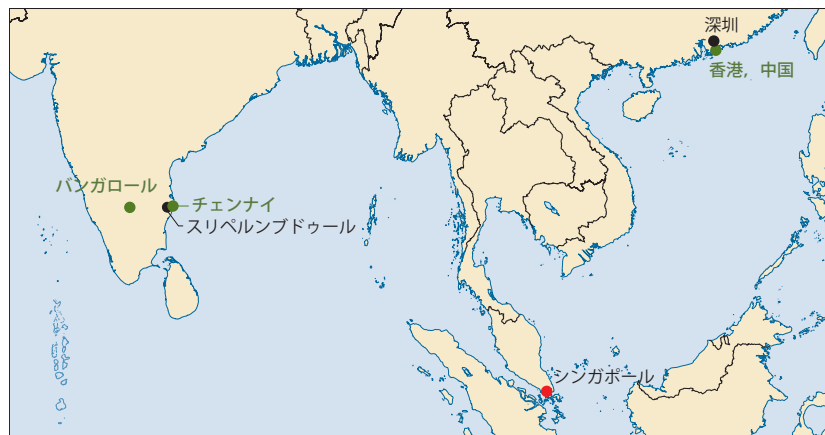 深圳
香港，中国
バンガロール
チェンナイ
スリペルンブドゥール
シンガポール